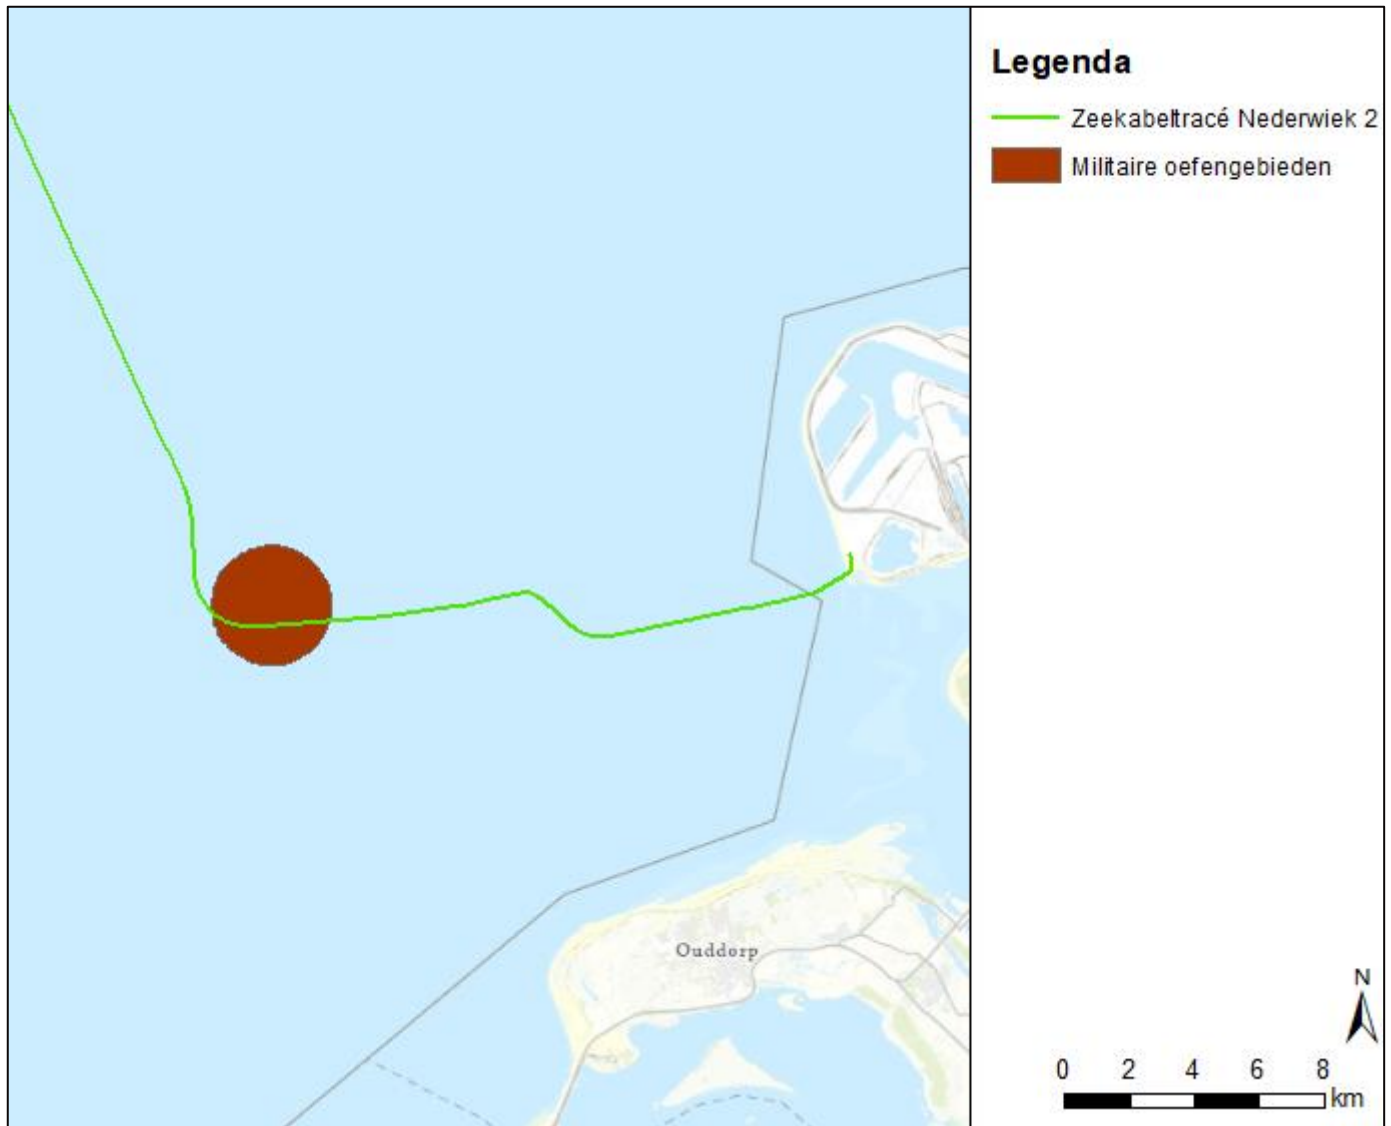 Legenda
Zeekabeltracé Nederwiek 2
Militaire oefengebieden
Ouddorp
N
0 2 4 6 8
km